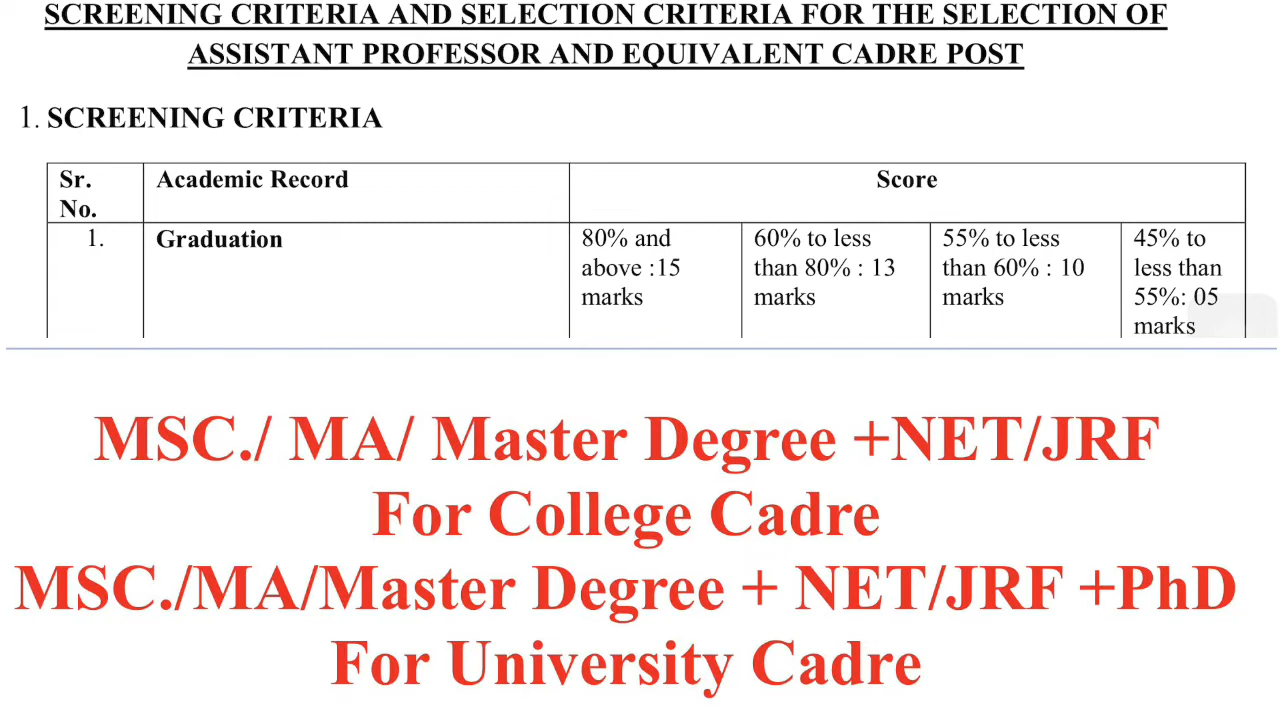 SCREENING CRITERIA AND SELECTION CRITERIA FOR THE SELECTION OF
ASSISTANT PROFESSOR AND EQUIVALENT CADRE POST
1. SCREENING CRITERIA
Sr.
No.
Academic Record
Score
1.
Graduation
80% and
above :15
marks
60% to less
than 80% : 13
marks
55% to less
than 60% : 10
marks
45% to
less than
55%: 05
marks
MSC./ MA/ Master Degree +NET/JRF
For College Cadre
MSC./MA/Master Degree + NET/JRF +PhD
For University Cadre